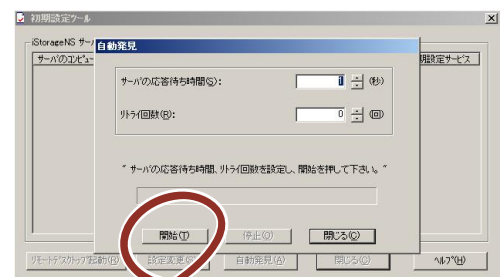 初期設定ツール
iStorageNS サーバ
自動発見
サーバのコンピュー
期設定サービス
サーバの応答待ち時間(S):
1
(秒)
リトライ回数(R):
0
(回)
" サーバの応答待ち時間、リトライ回数を設定し、開始を押して下さい。"
開始(T)
停止(O)
閉じる(C)
リモートデスクトップ起動(R)
設定変更(S)
自動発見(A)
閉じる(C)
ヘルプ(H)